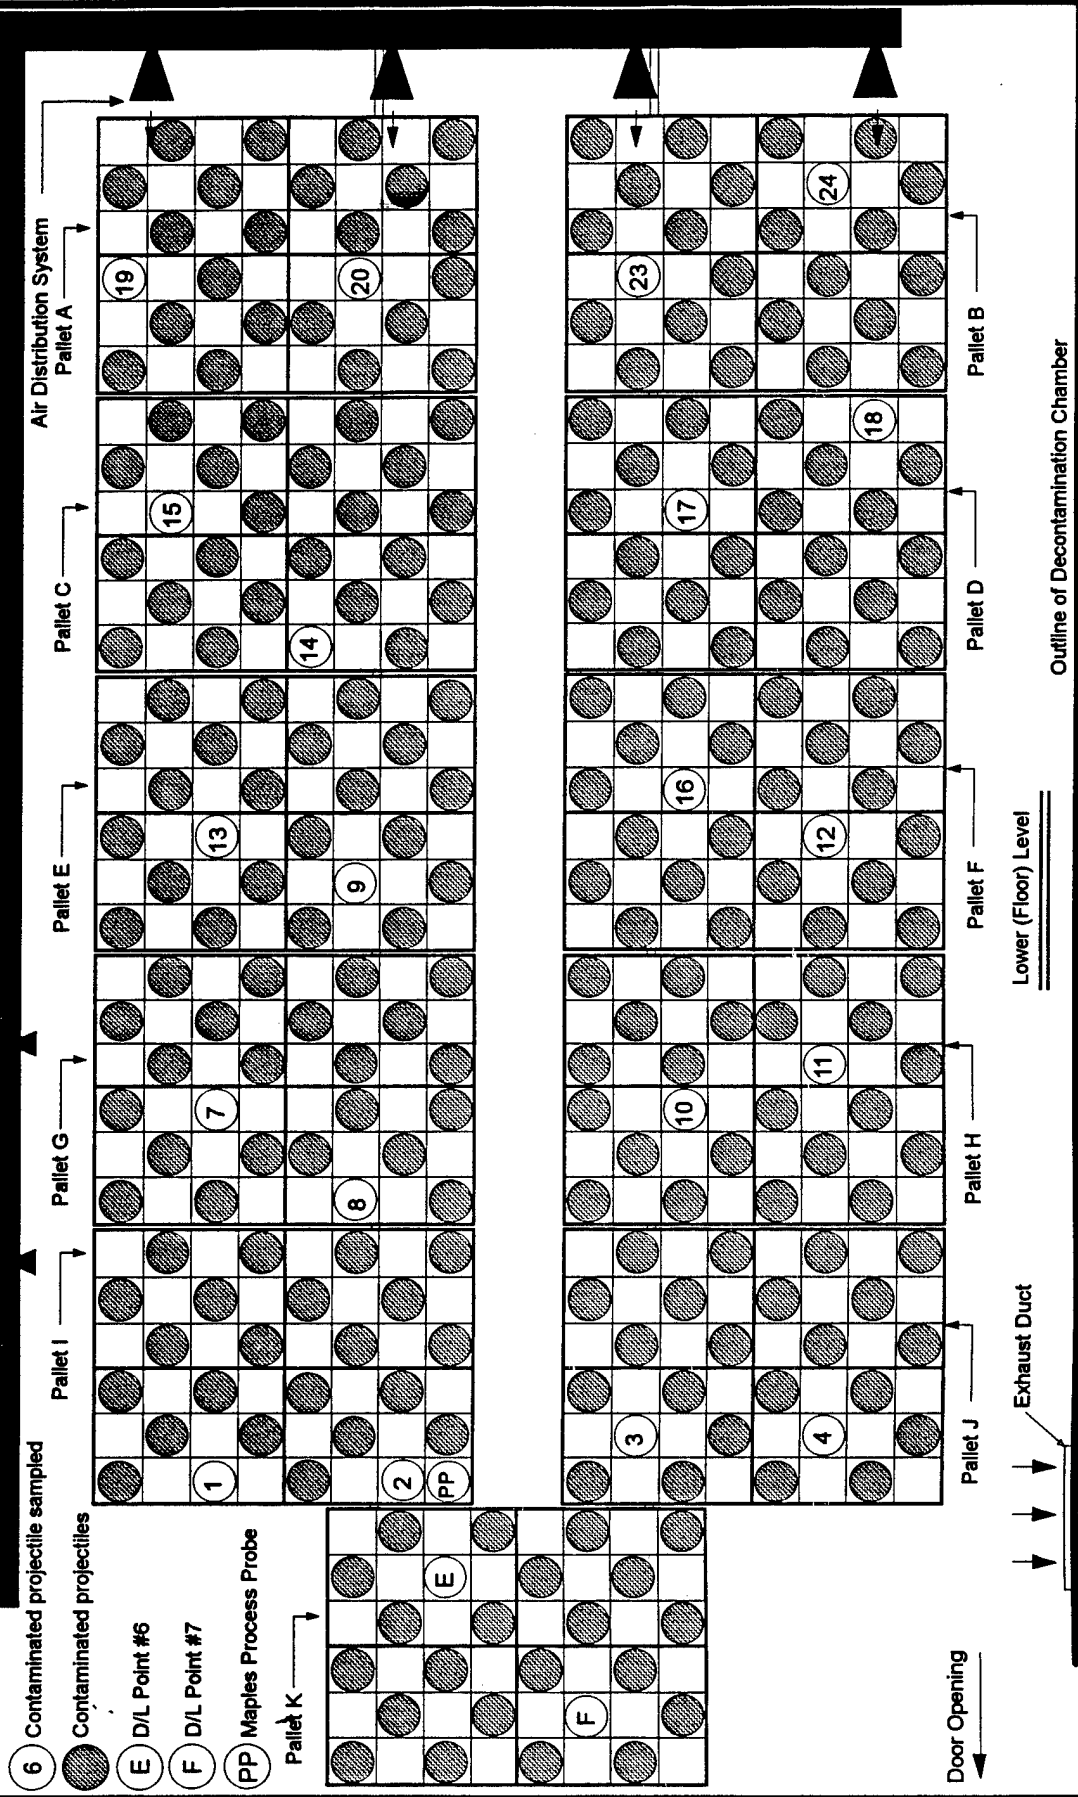 6 Contaminated projectile sampled
Contaminated projectiles
E D/L Point #6
F D/L Point #7
PP Maples Process Probe
Air Distribution System
Pallet K
Pallet I
Pallet G
Pallet E
Pallet C
Pallet A
1
2
PP
7
8
13
9
15
14
19
20
E
F
3
4
10
11
16
12
17
18
23
24
Pallet J
Pallet H
Pallet F
Pallet D
Pallet B
Door Opening
Exhaust Duct
Lower (Floor) Level
Outline of Decontamination Chamber